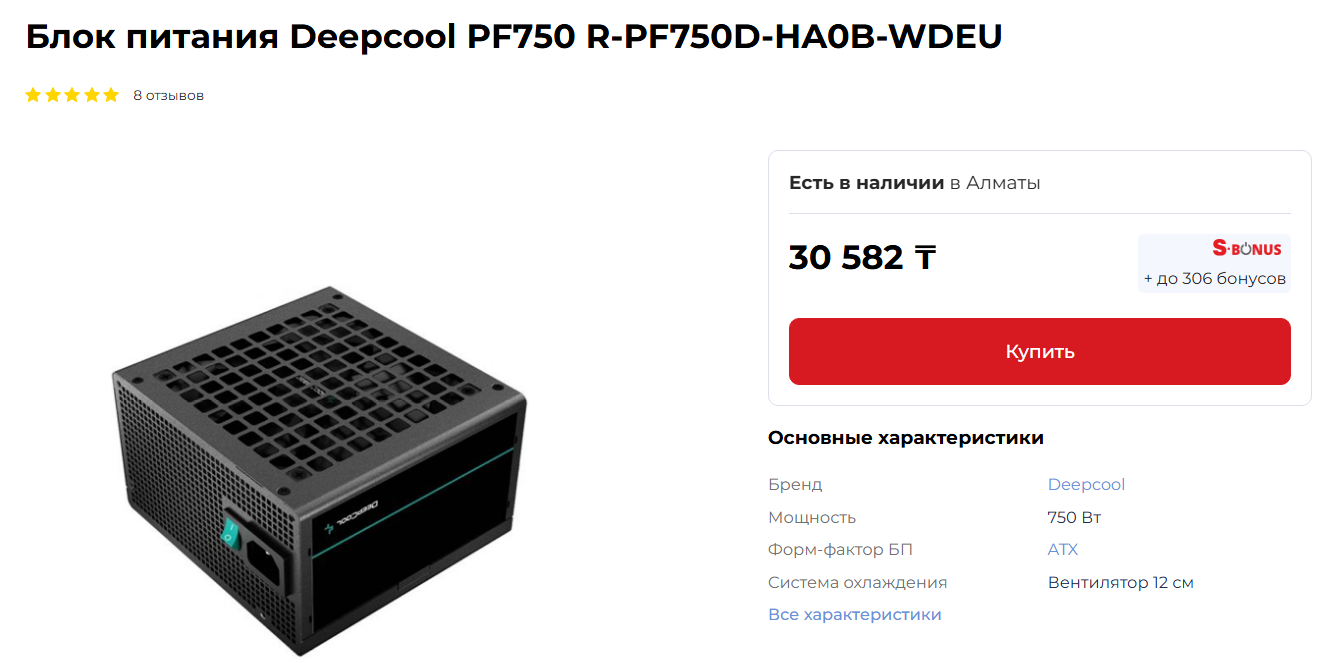 Блок питания Deepcool PF750 R-PF750D-HA0B-WDEU
8 отзывов
Есть в наличии в Алматы
30 582 ₸
S·BONUS
+ до 306 бонусов
Купить
Основные характеристики
Бренд Deepcool
Мощность 750 Вт
Форм-фактор БП ATX
Система охлаждения Вентилятор 12 см
Все характеристики
DEEPCOOL